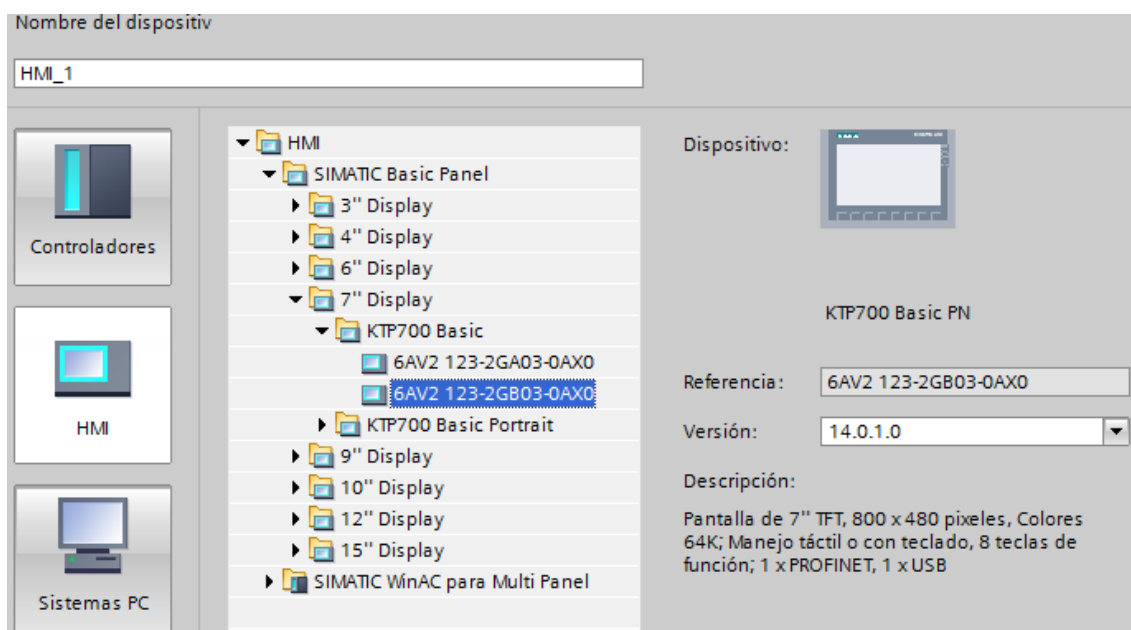 Nombre del dispositiv
HMI_1
Controladores
HMI
Sistemas PC
HMI
SIMATIC Basic Panel
3" Display
4" Display
6" Display
7" Display
KTP700 Basic
6AV2 123-2GA03-0AX0
6AV2 123-2GB03-0AX0
KTP700 Basic Portrait
9" Display
10" Display
12" Display
15" Display
SIMATIC WinAC para Multi Panel
Dispositivo:
KTP700 Basic PN
Referencia: 6AV2 123-2GB03-0AX0
Versión: 14.0.1.0
Descripción:
Pantalla de 7" TFT, 800 x 480 pixeles, Colores
64K; Manejo táctil o con teclado, 8 teclas de
función; 1 x PROFINET, 1 x USB